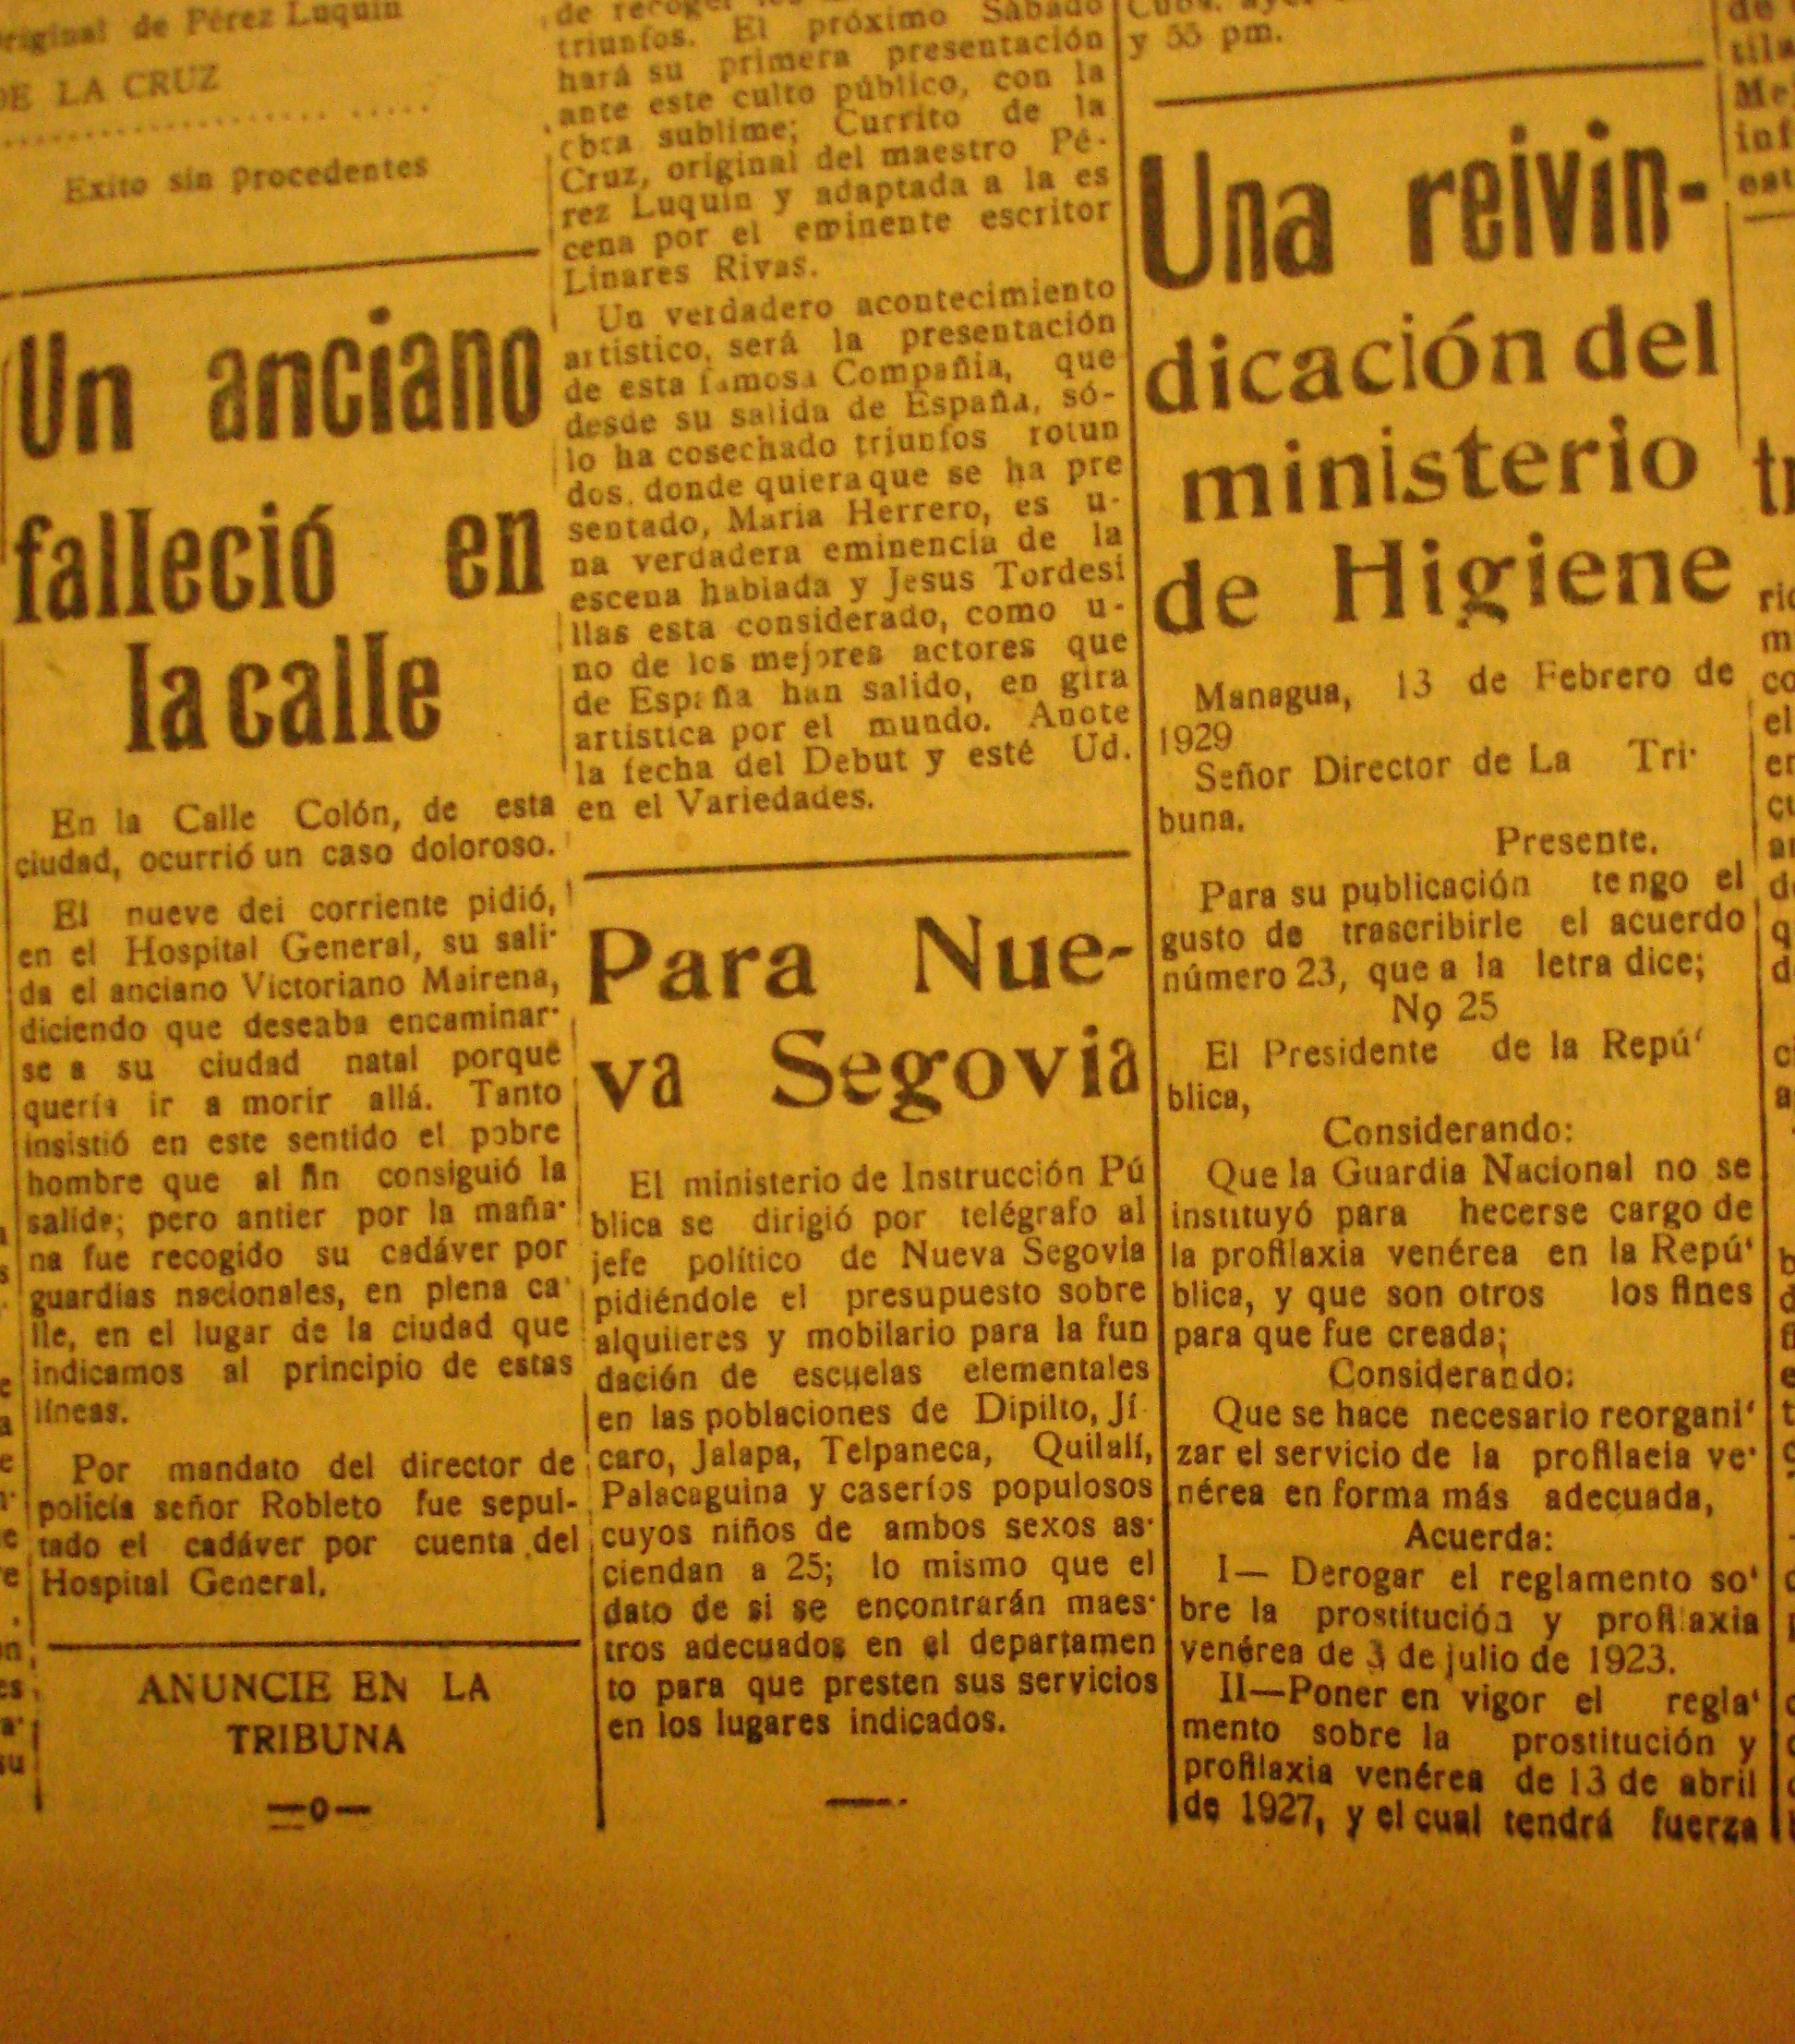 original de Pérez Luquin
DE LA CRUZ
Exito sin procedentes
Un anciano
falleció en
la calle
En la Calle Colón, de esta
ciudad, ocurrió un caso doloroso.
El nueve dei corriente pidió,
en el Hospital General, su sali-
da el anciano Victoriano Mairena,
diciendo que deseaba encaminar-
se a su ciudad natal porque
quería ir a morir allá. Tanto
insistió en este sentido el pobre
hombre que al fin consiguió la
salida; pero antier por la maña-
na fue recogido su cadáver por
guardias nacionales, en plena ca-
lle, en el lugar de la ciudad que
indicamos al principio de estas
líneas.
Por mandato del director de
policía señor Robleto fue sepul-
tado el cadáver por cuenta del
Hospital General.
ANUNCIE EN LA
TRIBUNA
—o—
de recoger
triunfos. El próximo Sábado
hará su primera presentación
ante este culto público, con la
obra sublime; Currito de la
Cruz, original del maestro Pé-
rez Luquin y adaptada a la es
cena por el eminente escritor
Linares Rivas.
Un verdadero acontecimiento
artistico, será la presentación
de esta famosa Compañia, que
desde su salida de España, só-
lo ha cosechado triunfos rotun
dos, donde quiera que se ha pre
sentado, Maria Herrero, es u-
na verdadera eminencia de la
escena hablada y Jesus Tordesi
llas esta considerado, como u-
no de los mejores actores que
de España han salido, en gira
artistica por el mundo. Anote
la fecha del Debut y esté Ud.
en el Variedades.
Para Nue-
va Segovia
El ministerio de Instrucción Pú
blica se dirigió por telégrafo al
jefe político de Nueva Segovia
pidiéndole el presupuesto sobre
alquileres y mobilario para la fun
dación de escuelas elementales
en las poblaciones de Dipilto, Jí
caro, Jalapa, Telpaneca, Quilalí,
Palacaguina y caseríos populosos
cuyos niños de ambos sexos as-
ciendan a 25; lo mismo que el
dato de si se encontrarán maes-
tros adecuados en el departamen
to para que presten sus servicios
en los lugares indicados.
y 55 pm.
Una reivin-
dicación del
ministerio
de Higiene
Managua, 13 de Febrero de
1929
Señor Director de La Tri-
buna.
Presente.
Para su publicación tengo el
gusto de trascribirle el acuerdo
número 23, que a la letra dice;
Nº 25
El Presidente de la Repú-
blica,
Considerando:
Que la Guardia Nacional no se
instituyó para hecerse cargo de
la profilaxia venérea en la Repú-
blica, y que son otros los fines
para que fue creada;
Considerando:
Que se hace necesario reorgani-
zar el servicio de la profilacia ve-
nérea en forma más adecuada,
Acuerda:
I— Derogar el reglamento so-
bre la prostitución y profilaxia
venérea de 3 de julio de 1923.
II—Poner en vigor el regla-
mento sobre la prostitución y
profilaxia venérea de 13 de abril
de 1927, y el cual tendrá fuerza